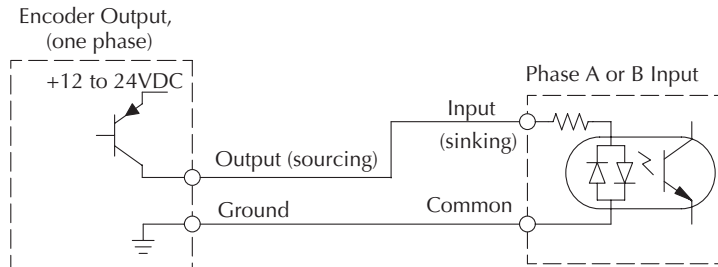 Encoder Output,
(one phase)
+12 to 24VDC
Phase A or B Input
Input
(sinking)
Output (sourcing)
Ground
Common